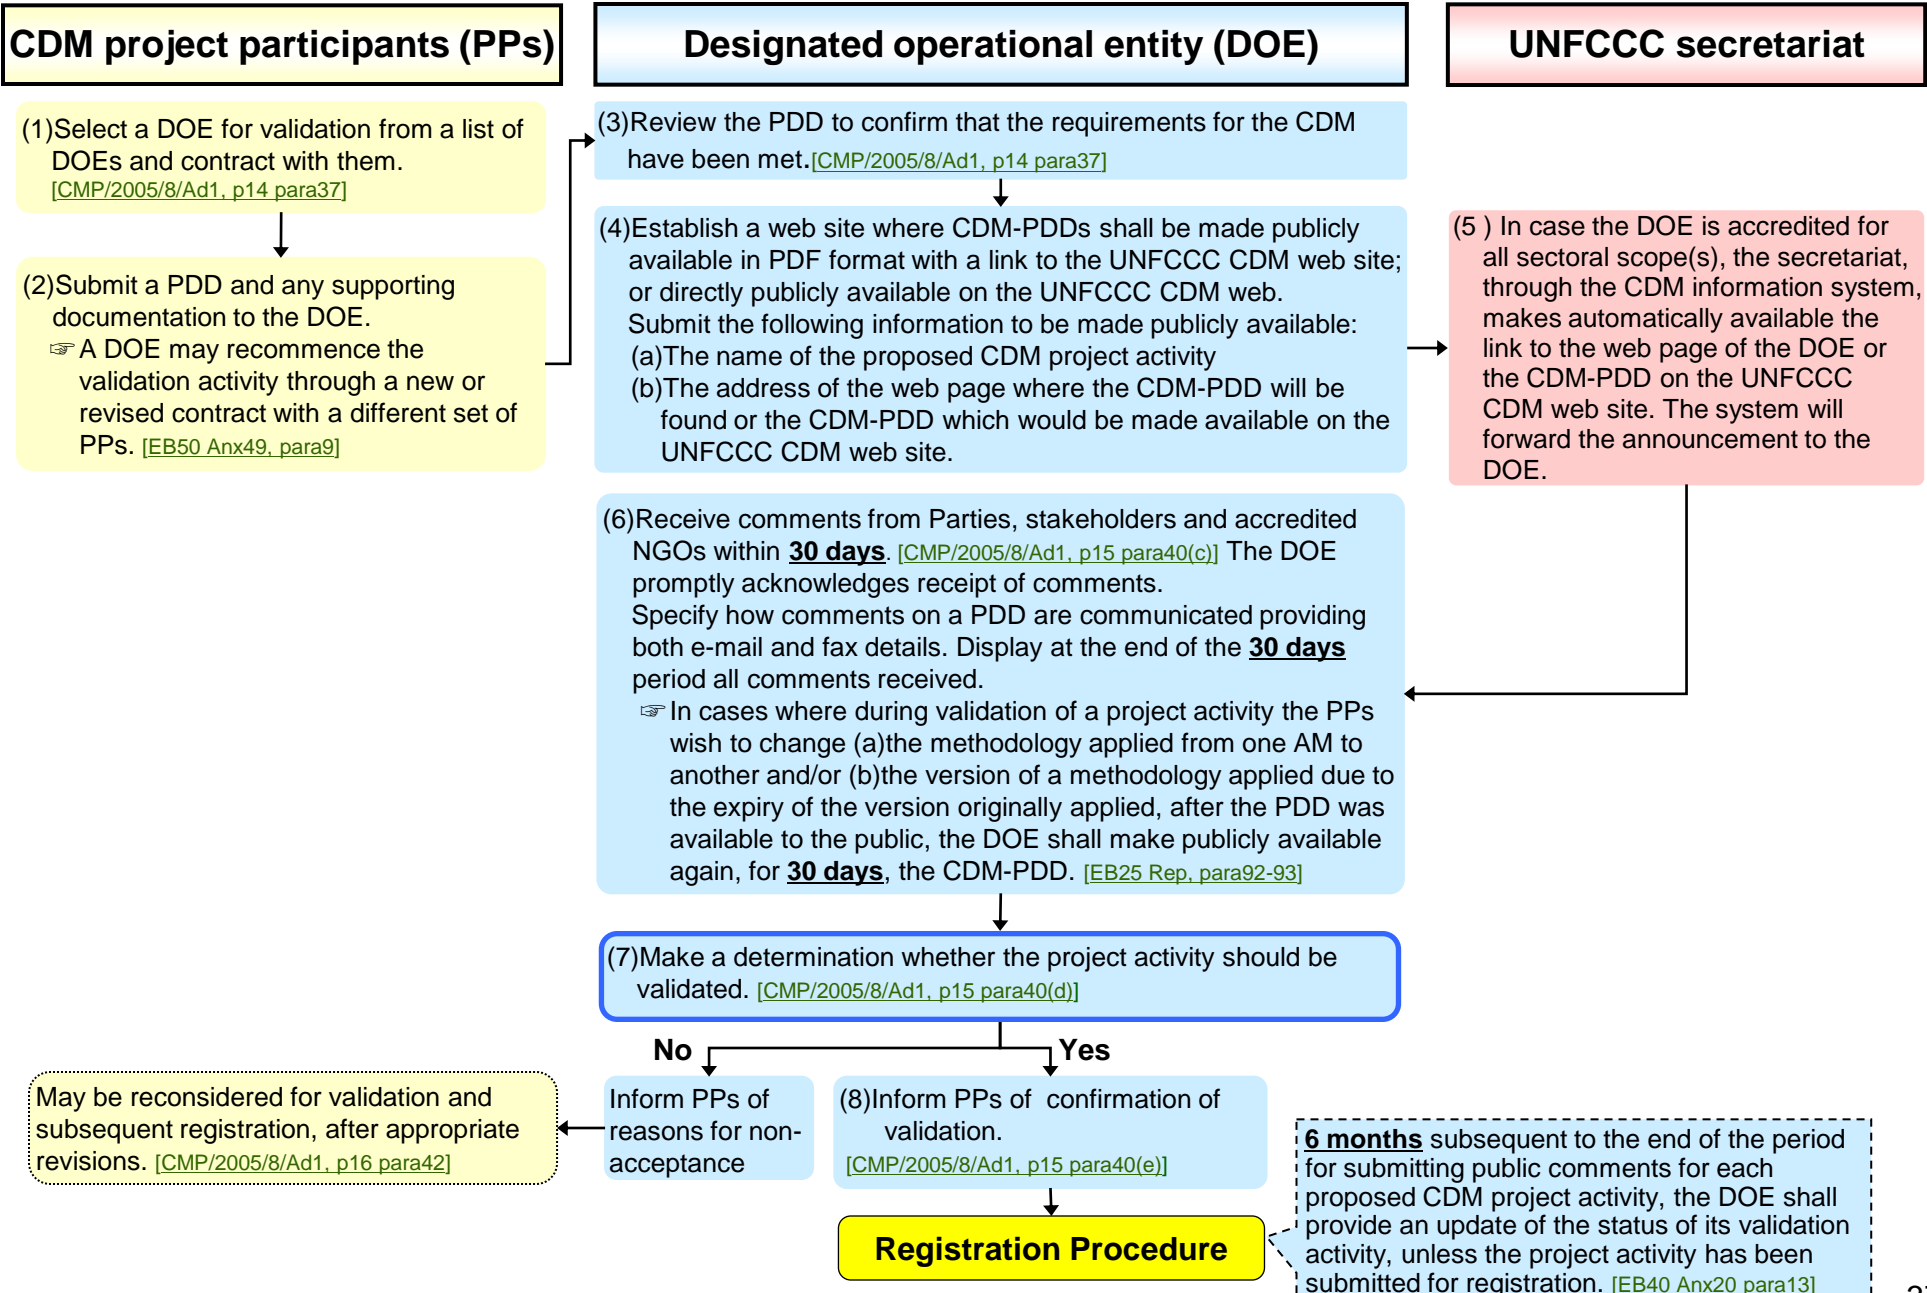 CDM project participants (PPs)
Designated operational entity (DOE)
UNFCCC secretariat
(1)Select a DOE for validation from a list of
DOEs and contract with them.
[CMP/2005/8/Ad1, p14 para37]
(2)Submit a PDD and any supporting
documentation to the DOE.
☞A DOE may recommence the
validation activity through a new or
revised contract with a different set of
PPs. [EB50 Anx49, para9]
(3)Review the PDD to confirm that the requirements for the CDM
have been met.[CMP/2005/8/Ad1, p14 para37]
(4)Establish a web site where CDM-PDDs shall be made publicly
available in PDF format with a link to the UNFCCC CDM web site;
or directly publicly available on the UNFCCC CDM web.
Submit the following information to be made publicly available:
(a)The name of the proposed CDM project activity
(b)The address of the web page where the CDM-PDD will be
found or the CDM-PDD which would be made available on the
UNFCCC CDM web site.
(5 ) In case the DOE is accredited for
all sectoral scope(s), the secretariat,
through the CDM information system,
makes automatically available the
link to the web page of the DOE or
the CDM-PDD on the UNFCCC
CDM web site. The system will
forward the announcement to the
DOE.
(6)Receive comments from Parties, stakeholders and accredited
NGOs within 30 days. [CMP/2005/8/Ad1, p15 para40(c)] The DOE
promptly acknowledges receipt of comments.
Specify how comments on a PDD are communicated providing
both e-mail and fax details. Display at the end of the 30 days
period all comments received.
☞In cases where during validation of a project activity the PPs
wish to change (a)the methodology applied from one AM to
another and/or (b)the version of a methodology applied due to
the expiry of the version originally applied, after the PDD was
available to the public, the DOE shall make publicly available
again, for 30 days, the CDM-PDD. [EB25 Rep, para92-93]
(7)Make a determination whether the project activity should be
validated. [CMP/2005/8/Ad1, p15 para40(d)]
No
Yes
May be reconsidered for validation and
subsequent registration, after appropriate
revisions. [CMP/2005/8/Ad1, p16 para42]
Inform PPs of
reasons for non-
acceptance
(8)Inform PPs of confirmation of
validation.
[CMP/2005/8/Ad1, p15 para40(e)]
Registration Procedure
6 months subsequent to the end of the period
for submitting public comments for each
proposed CDM project activity, the DOE shall
provide an update of the status of its validation
activity, unless the project activity has been
submitted for registration. [EB40 Anx20 para13]